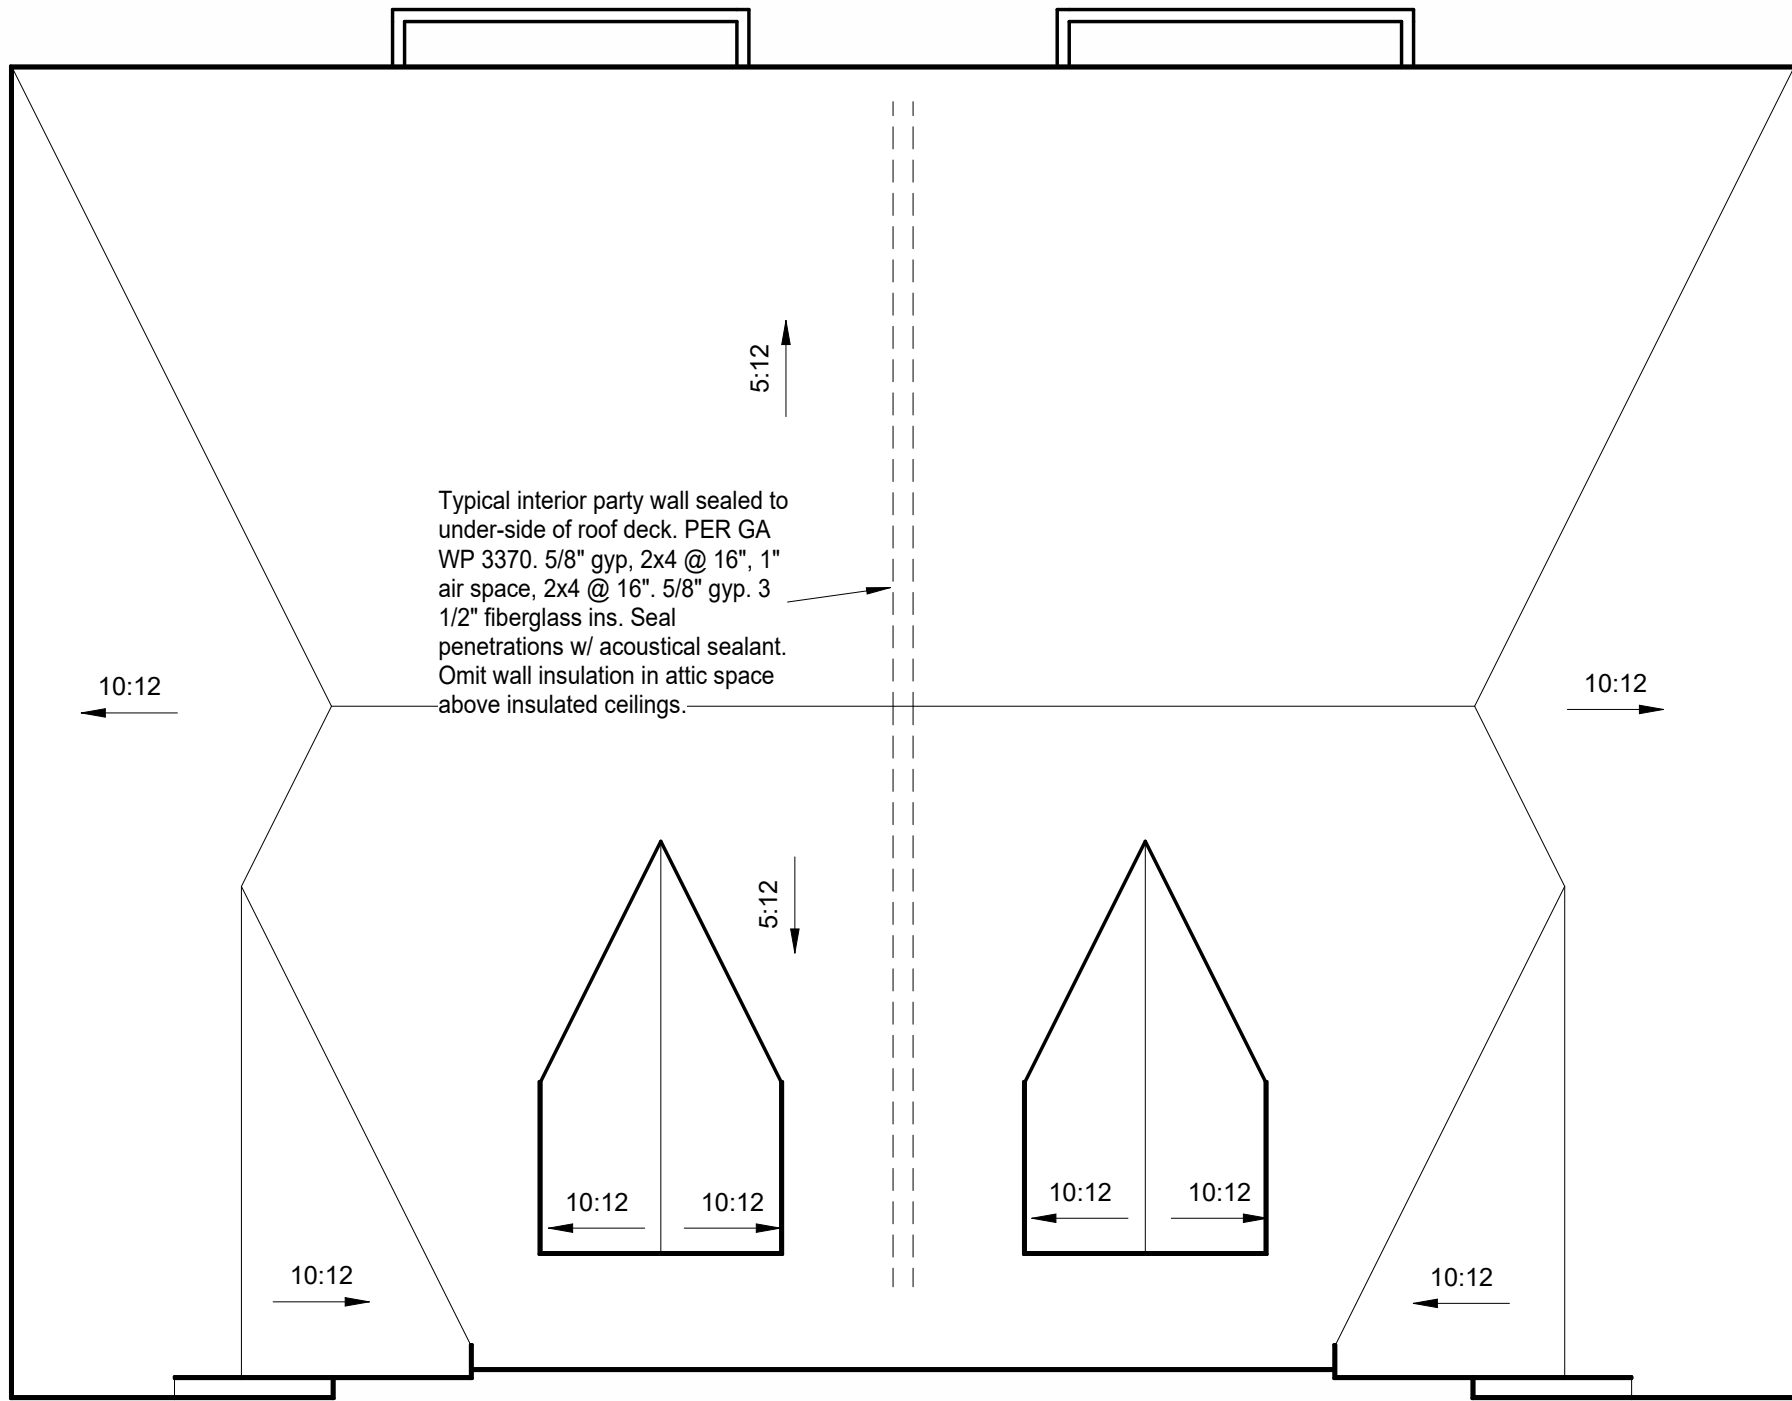 5:12
Typical interior party wall sealed to
under-side of roof deck. PER GA
WP 3370. 5/8" gyp, 2x4 @ 16", 1"
air space, 2x4 @ 16". 5/8" gyp. 3
1/2" fiberglass ins. Seal
penetrations w/ acoustical sealant.
Omit wall insulation in attic space
above insulated ceilings.
10:12
10:12
5:12
10:12
10:12
10:12
10:12
10:12
10:12